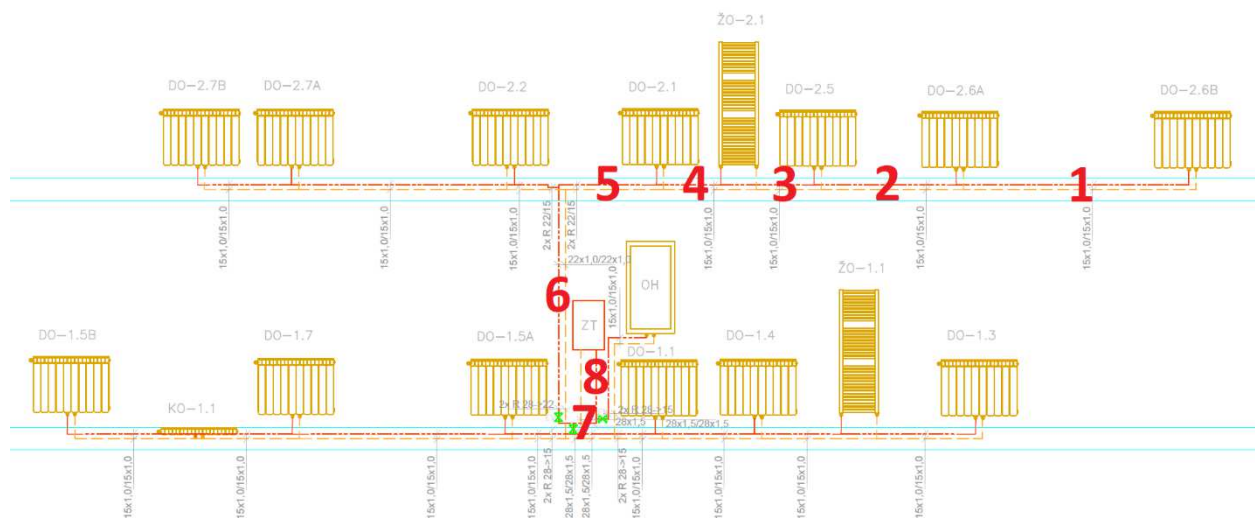 ŽO-2.1
DO-2.7B
DO-2.7A
DO-2.2
DO-2.1
DO-2.5
DO-2.6A
DO-2.6B
5
4
3
2
1
15x1,0/15x1,0
15x1,0/15x1,0
15x1,0/15x1,0
2x R 22/15
2x R 22/15
15x1,0/15x1,0
15x1,0/15x1,0
15x1,0/15x1,0
15x1,0/15x1,0
22x1,0/22x1,0
15x1,0/15x1,0
6
ZT
OH
ŽO-1.1
DO-1.5B
DO-1.7
DO-1.5A
DO-1.1
DO-1.4
DO-1.3
8
KO-1.1
2x R 28->22
7
2x R 28->15
28x1,5
28x1,5/28x1,5
15x1,0/15x1,0
15x1,0/15x1,0
15x1,0/15x1,0
15x1,0/15x1,0
2x R 28->15
28x1,5/28x1,5
28x1,5/28x1,5
2x R 28->15
15x1,0/15x1,0
15x1,0/15x1,0
15x1,0/15x1,0
15x1,0/15x1,0